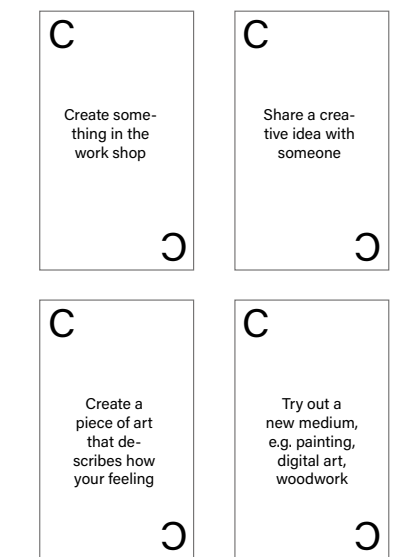 C
Create some-
thing in the
work shop
C
C
Share a crea-
tive idea with
someone
C
C
Create a
piece of art
that de-
scribes how
your feeling
C
C
Try out a
new medium,
e.g. painting,
digital art,
woodwork
C